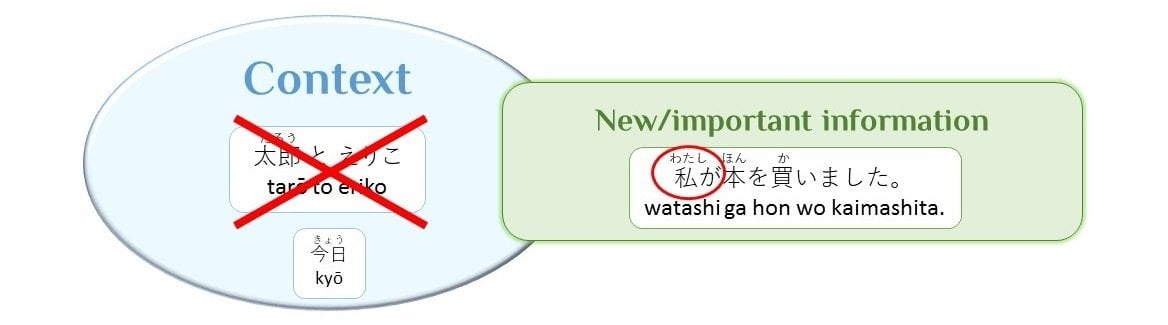 Context
たろう
太郎 と えりこ
tarō to eriko
きょう
今日
kyō
New/important information
わたし ほん か
私が本を買いました。
watashi ga hon wo kaimashita.